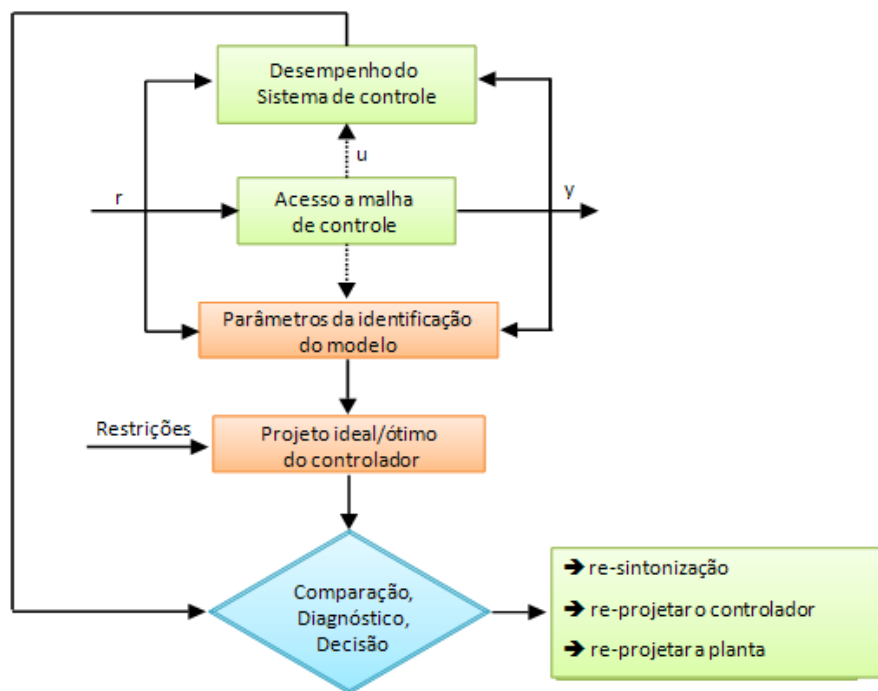 Desempenho do
Sistema de controle
u
r
Acesso a malha
de controle
y
Parâmetros da identificação
do modelo
Restrições
Projeto ideal/ótimo
do controlador
Comparação,
Diagnóstico,
Decisão
➔ re-sintonização
➔ re-projetar o controlador
➔ re-projetar a planta